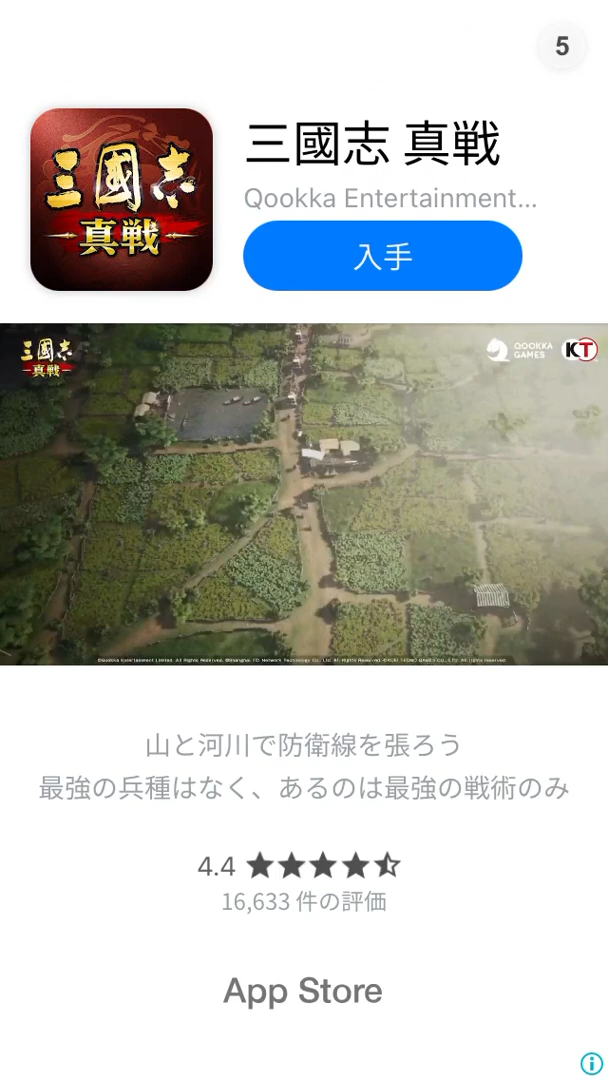 5
三國志
真戦
三國志 真戦
Qookka Entertainment...
入手
三國志
真戦
QOOKKA
GAMES
KT
山と河川で防衛線を張ろう
最強の兵種はなく、あるのは最強の戦術のみ
4.4
16,633 件の評価
App Store